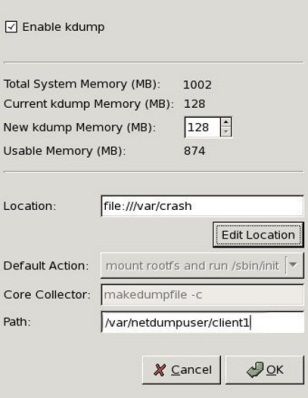 Enable kdump
Total System Memory (MB): 1002
Current kdump Memory (MB): 128
New kdump Memory (MB): 128
Usable Memory (MB): 874
Location: file:///var/crash
Edit Location
Default Action: mount rootfs and run /sbin/init
Core Collector: makedumpfile -c
Path: /var/netdumpuser/client1
Cancel OK